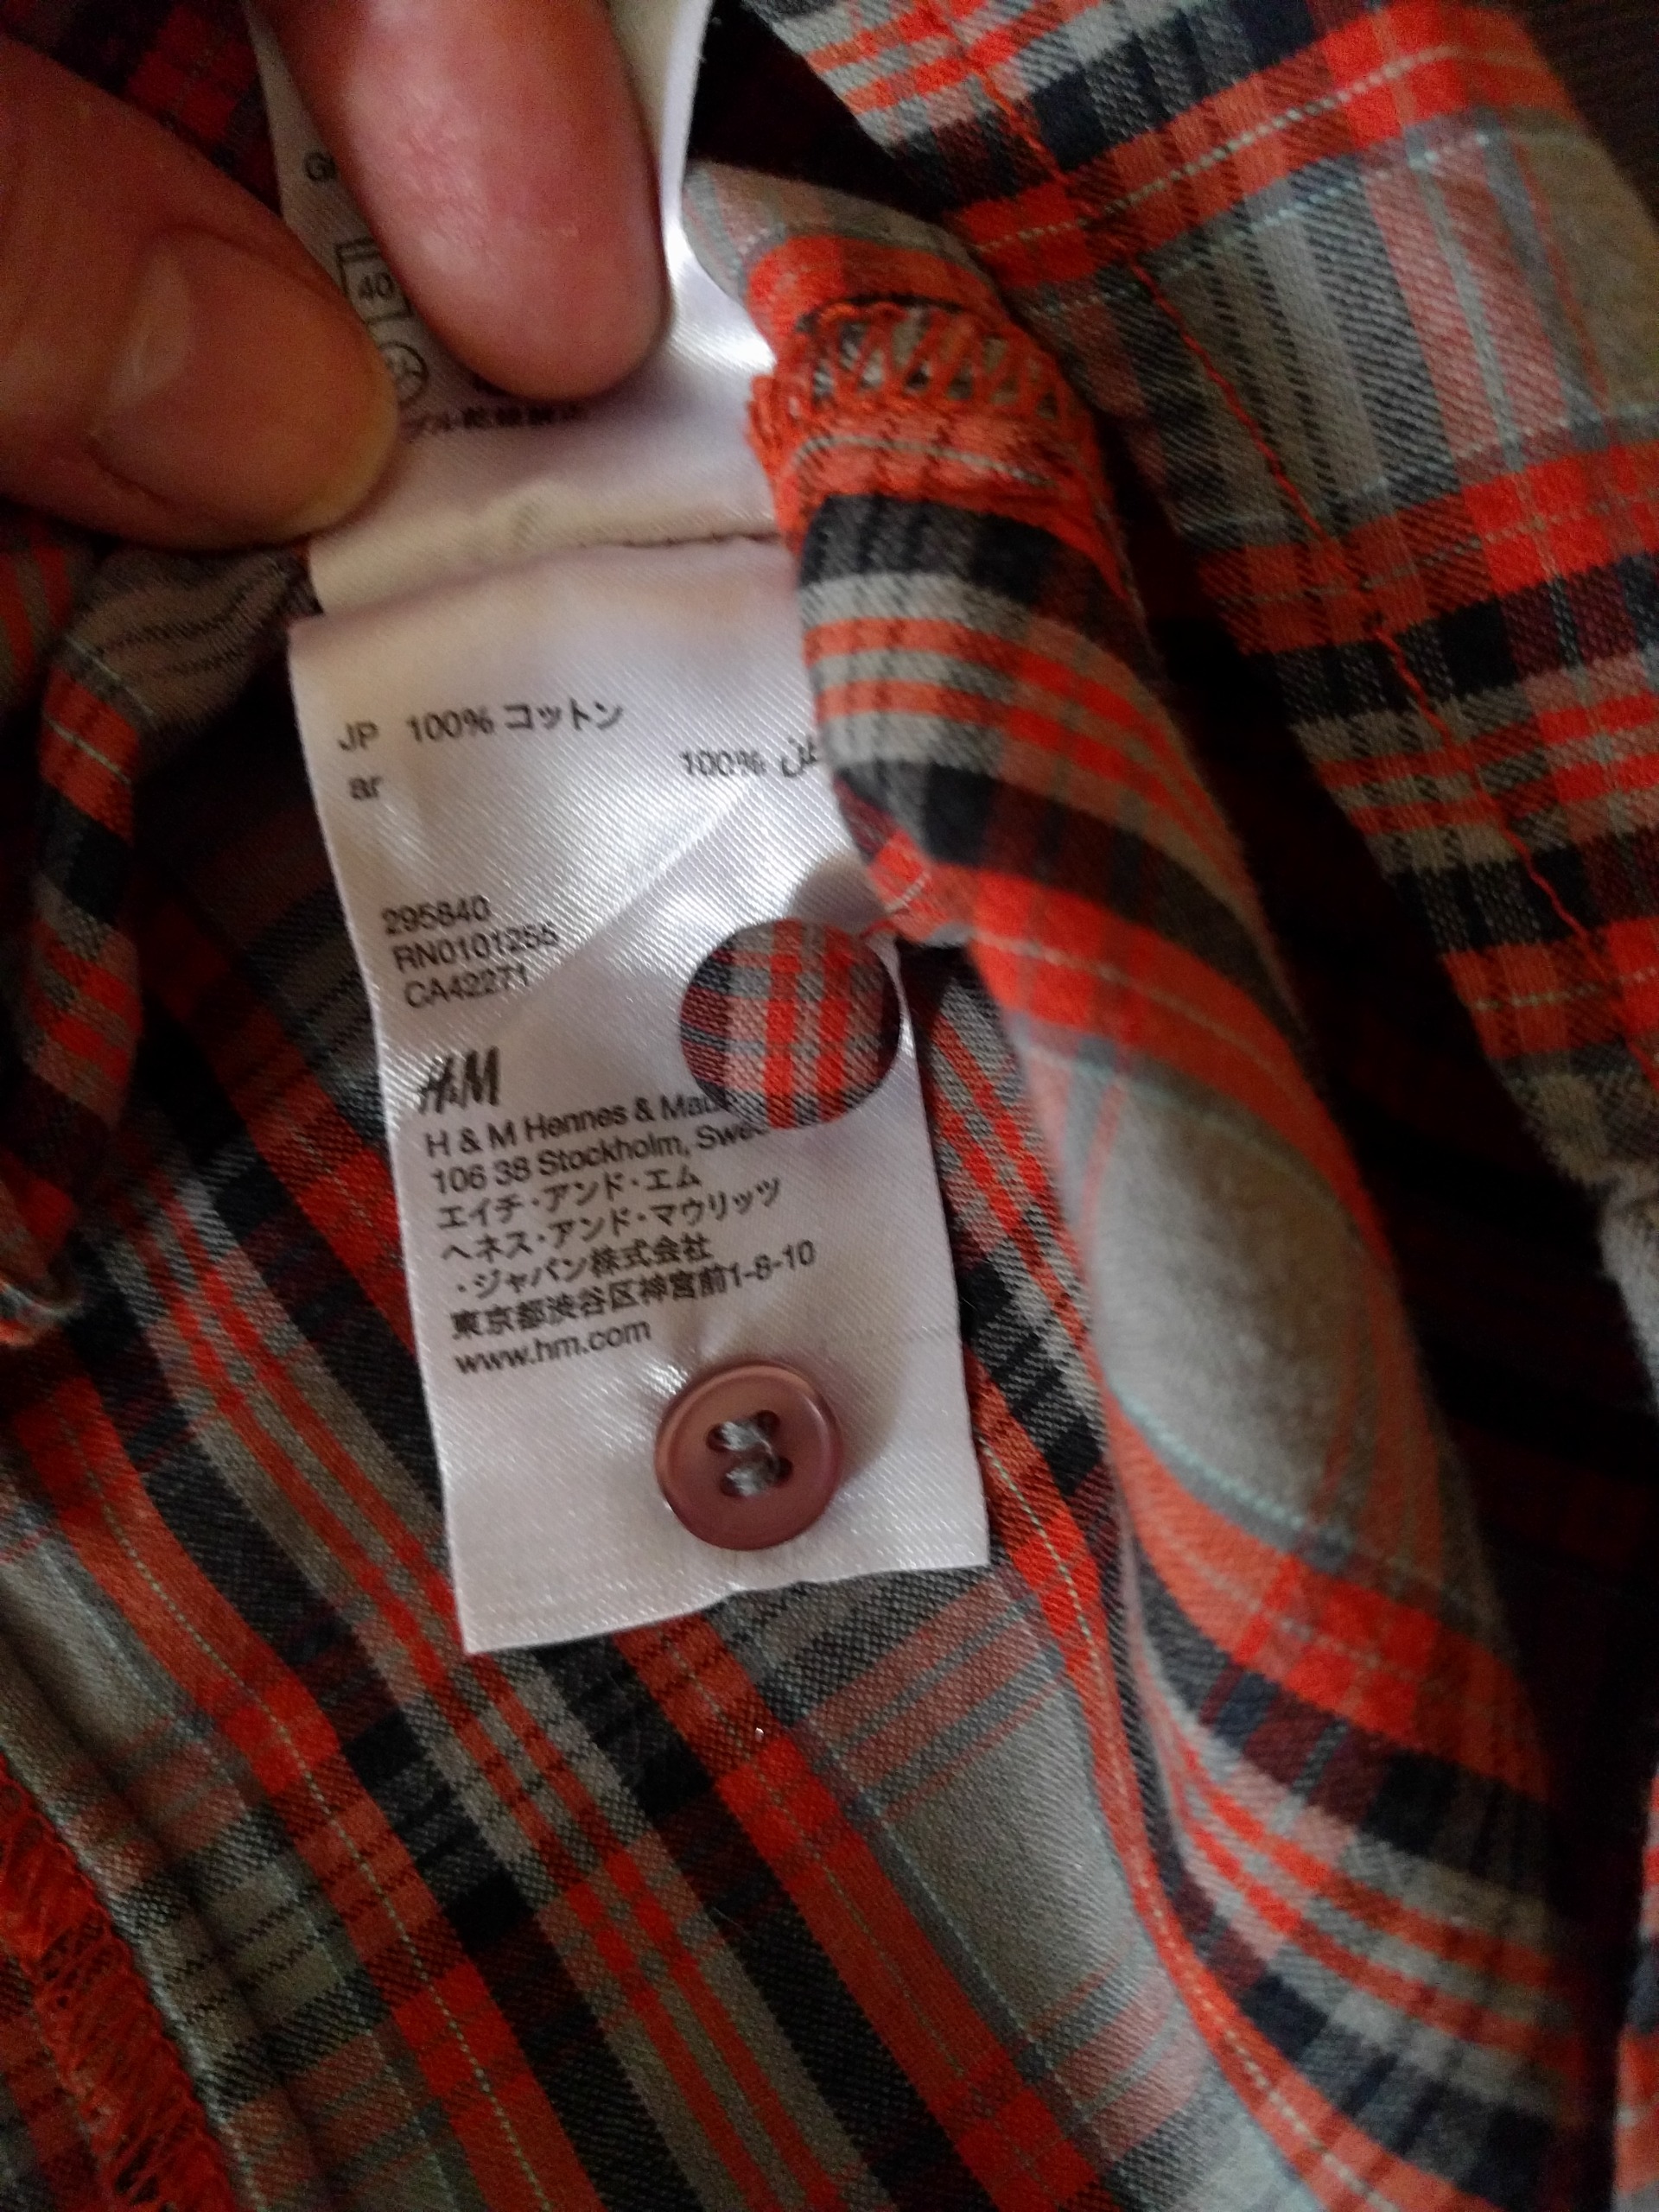 40
JP 100% コットン
ar 100%
295840
RN0101255
CA42271
H&M
H & M Hennes &
106 38 Stockholm,
エイチ・アンド・エム
ヘネス・アンド・マウリッツ
・ジャパン株式会社
東京都渋谷区神宮前1-8-10
www.hm.com